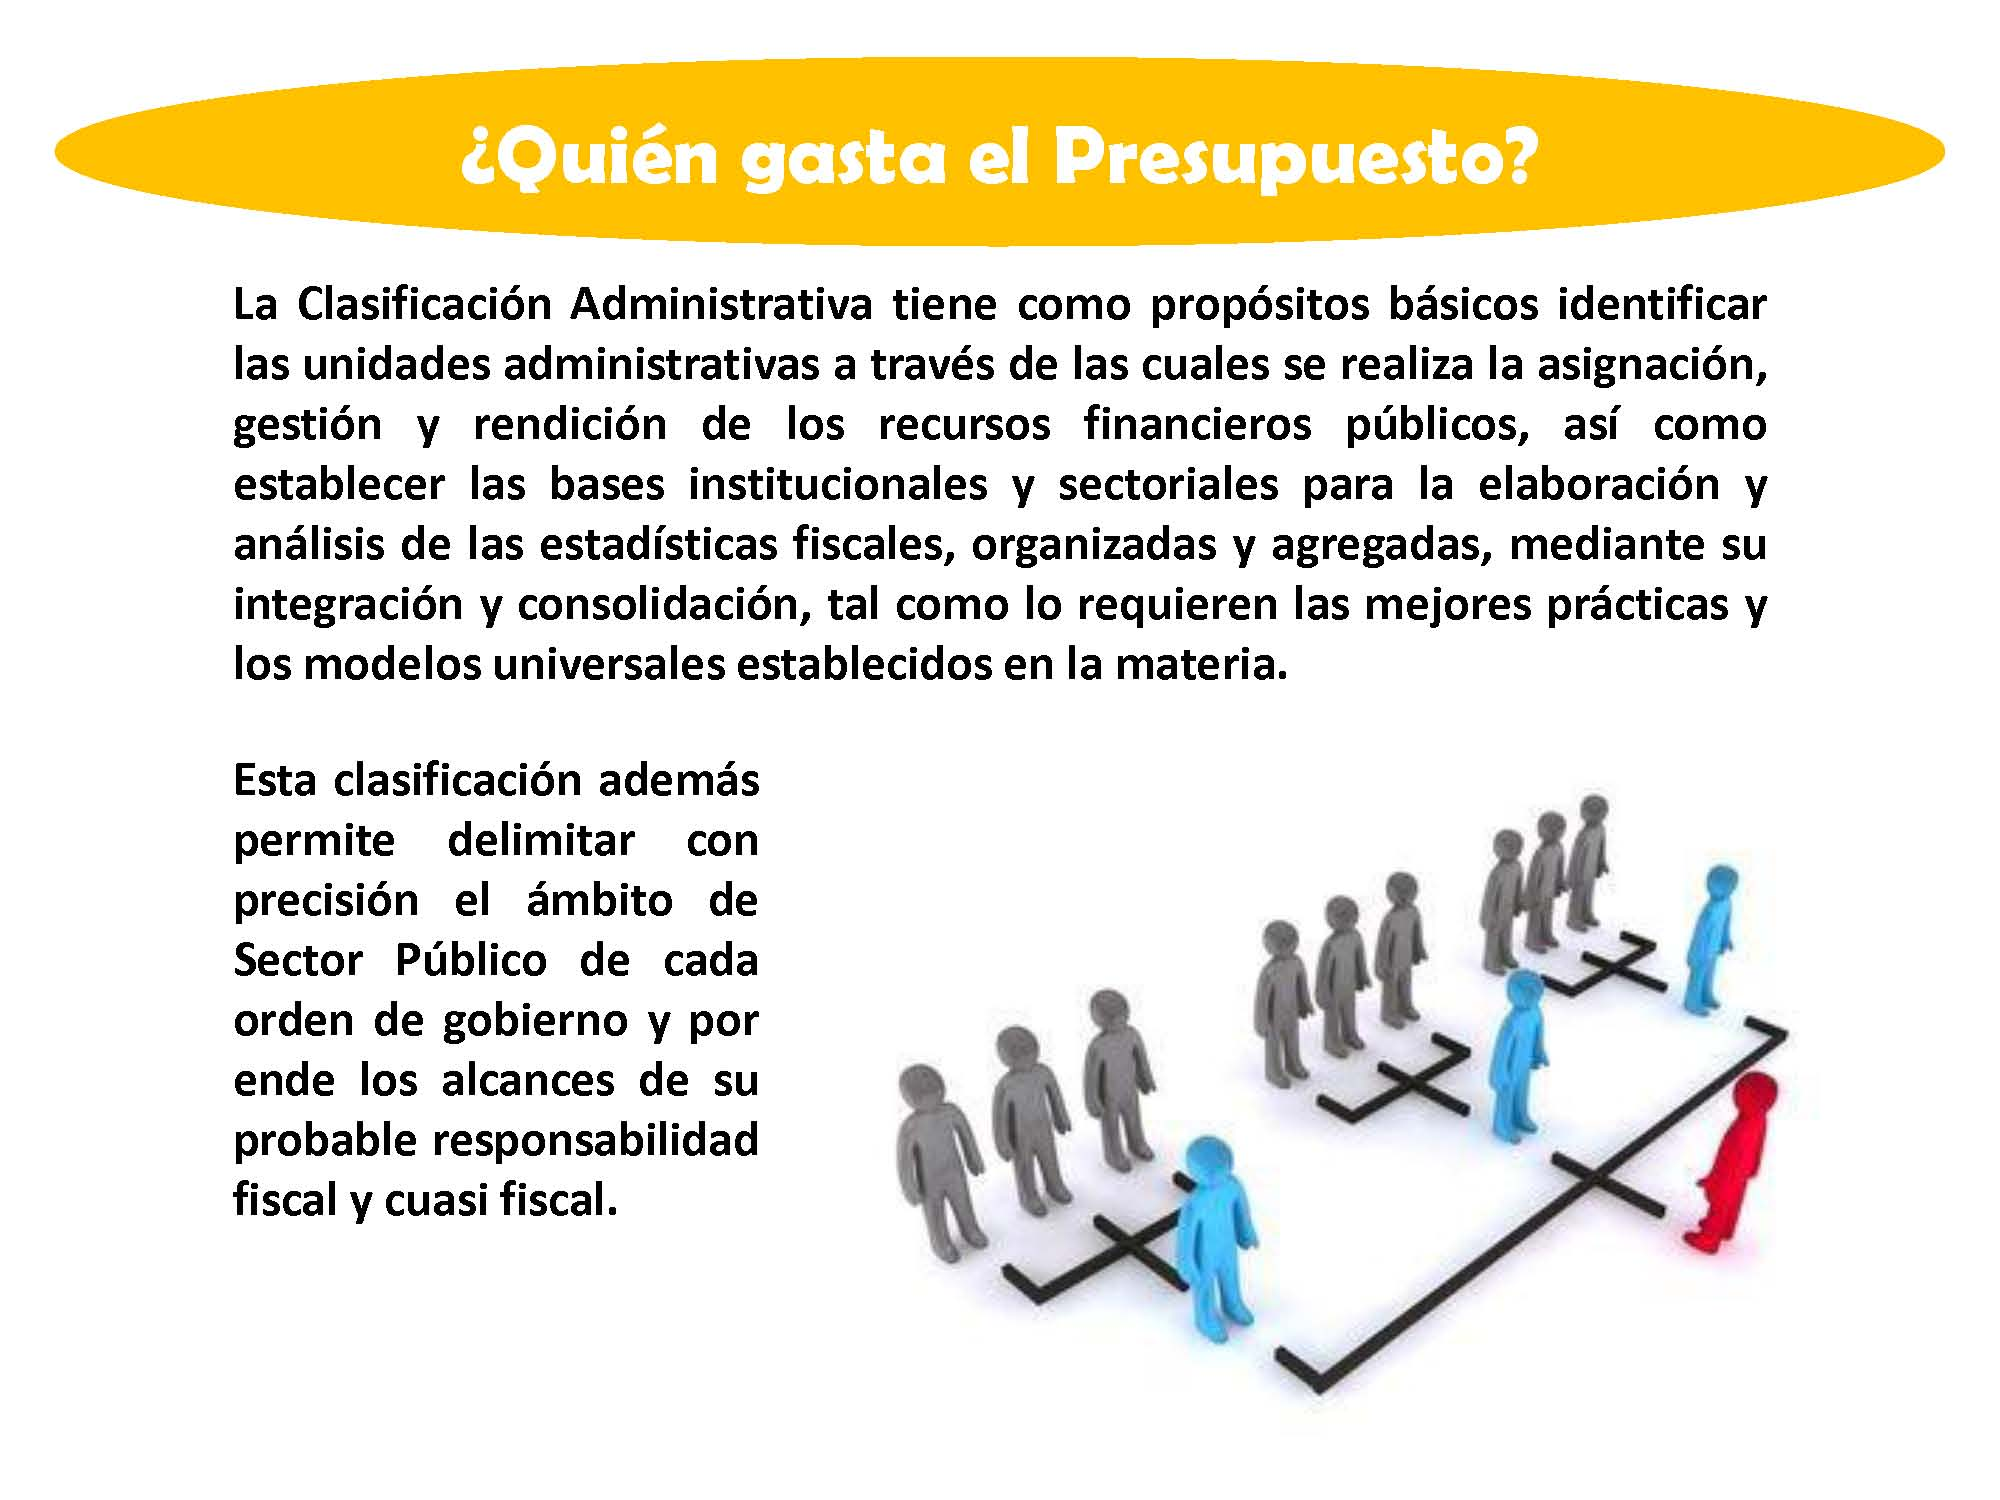 ¿Quién gasta el Presupuesto?
La Clasificación Administrativa tiene como propósitos básicos identificar
las unidades administrativas a través de las cuales se realiza la asignación,
gestión y rendición de los recursos financieros públicos, así como
establecer las bases institucionales y sectoriales para la elaboración y
análisis de las estadísticas fiscales, organizadas y agregadas, mediante su
integración y consolidación, tal como lo requieren las mejores prácticas y
los modelos universales establecidos en la materia.
Esta clasificación además
permite delimitar con
precisión el ámbito de
Sector Público de cada
orden de gobierno y por
ende los alcances de su
probable responsabilidad
fiscal y cuasi fiscal.